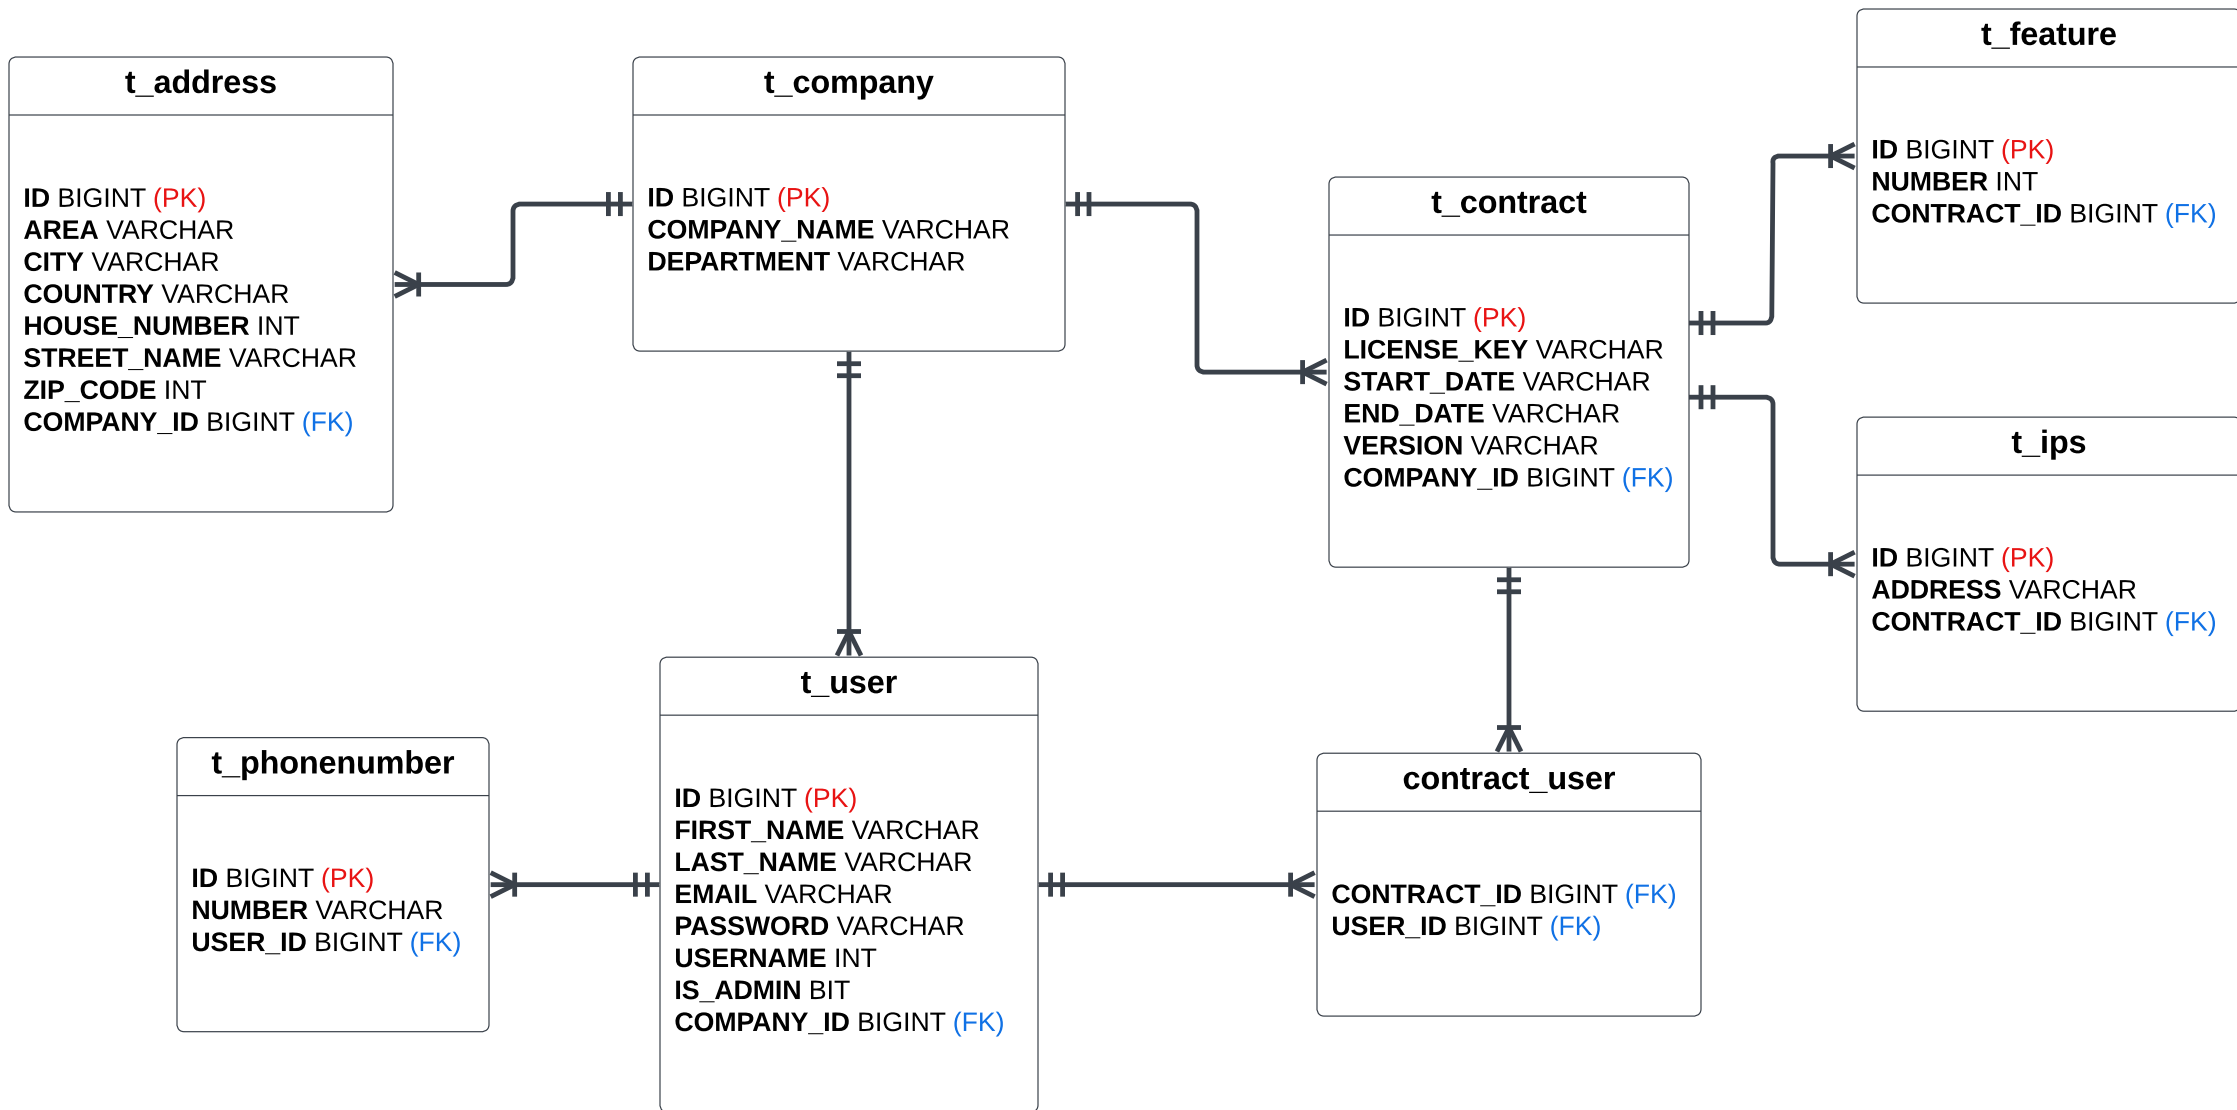 t_address
ID BIGINT (PK)
AREA VARCHAR
CITY VARCHAR
COUNTRY VARCHAR
HOUSE_NUMBER INT
STREET_NAME VARCHAR
ZIP_CODE INT
COMPANY_ID BIGINT (FK)
t_company
ID BIGINT (PK)
COMPANY_NAME VARCHAR
DEPARTMENT VARCHAR
t_contract
ID BIGINT (PK)
LICENSE_KEY VARCHAR
START_DATE VARCHAR
END_DATE VARCHAR
VERSION VARCHAR
COMPANY_ID BIGINT (FK)
t_feature
ID BIGINT (PK)
NUMBER INT
CONTRACT_ID BIGINT (FK)
t_ips
ID BIGINT (PK)
ADDRESS VARCHAR
CONTRACT_ID BIGINT (FK)
t_phonenumber
ID BIGINT (PK)
NUMBER VARCHAR
USER_ID BIGINT (FK)
t_user
ID BIGINT (PK)
FIRST_NAME VARCHAR
LAST_NAME VARCHAR
EMAIL VARCHAR
PASSWORD VARCHAR
USERNAME INT
IS_ADMIN BIT
COMPANY_ID BIGINT (FK)
contract_user
CONTRACT_ID BIGINT (FK)
USER_ID BIGINT (FK)